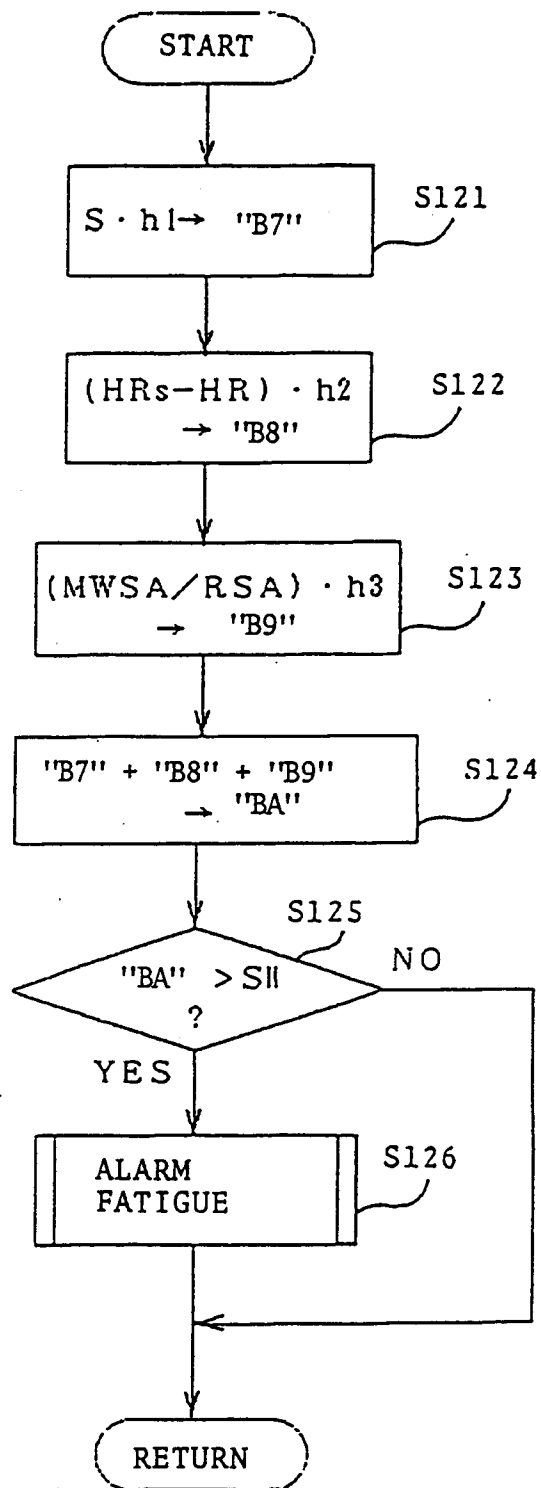 START
S · h1→ "B7"
S121
(HRs-HR) · h2
→ "B8"
S122
(MWSA/RSA) · h3
→ "B9"
S123
"B7" + "B8" + "B9"
→ "BA"
S124
S125
"BA" > S11
?
NO
YES
ALARM
FATIGUE
S126
RETURN